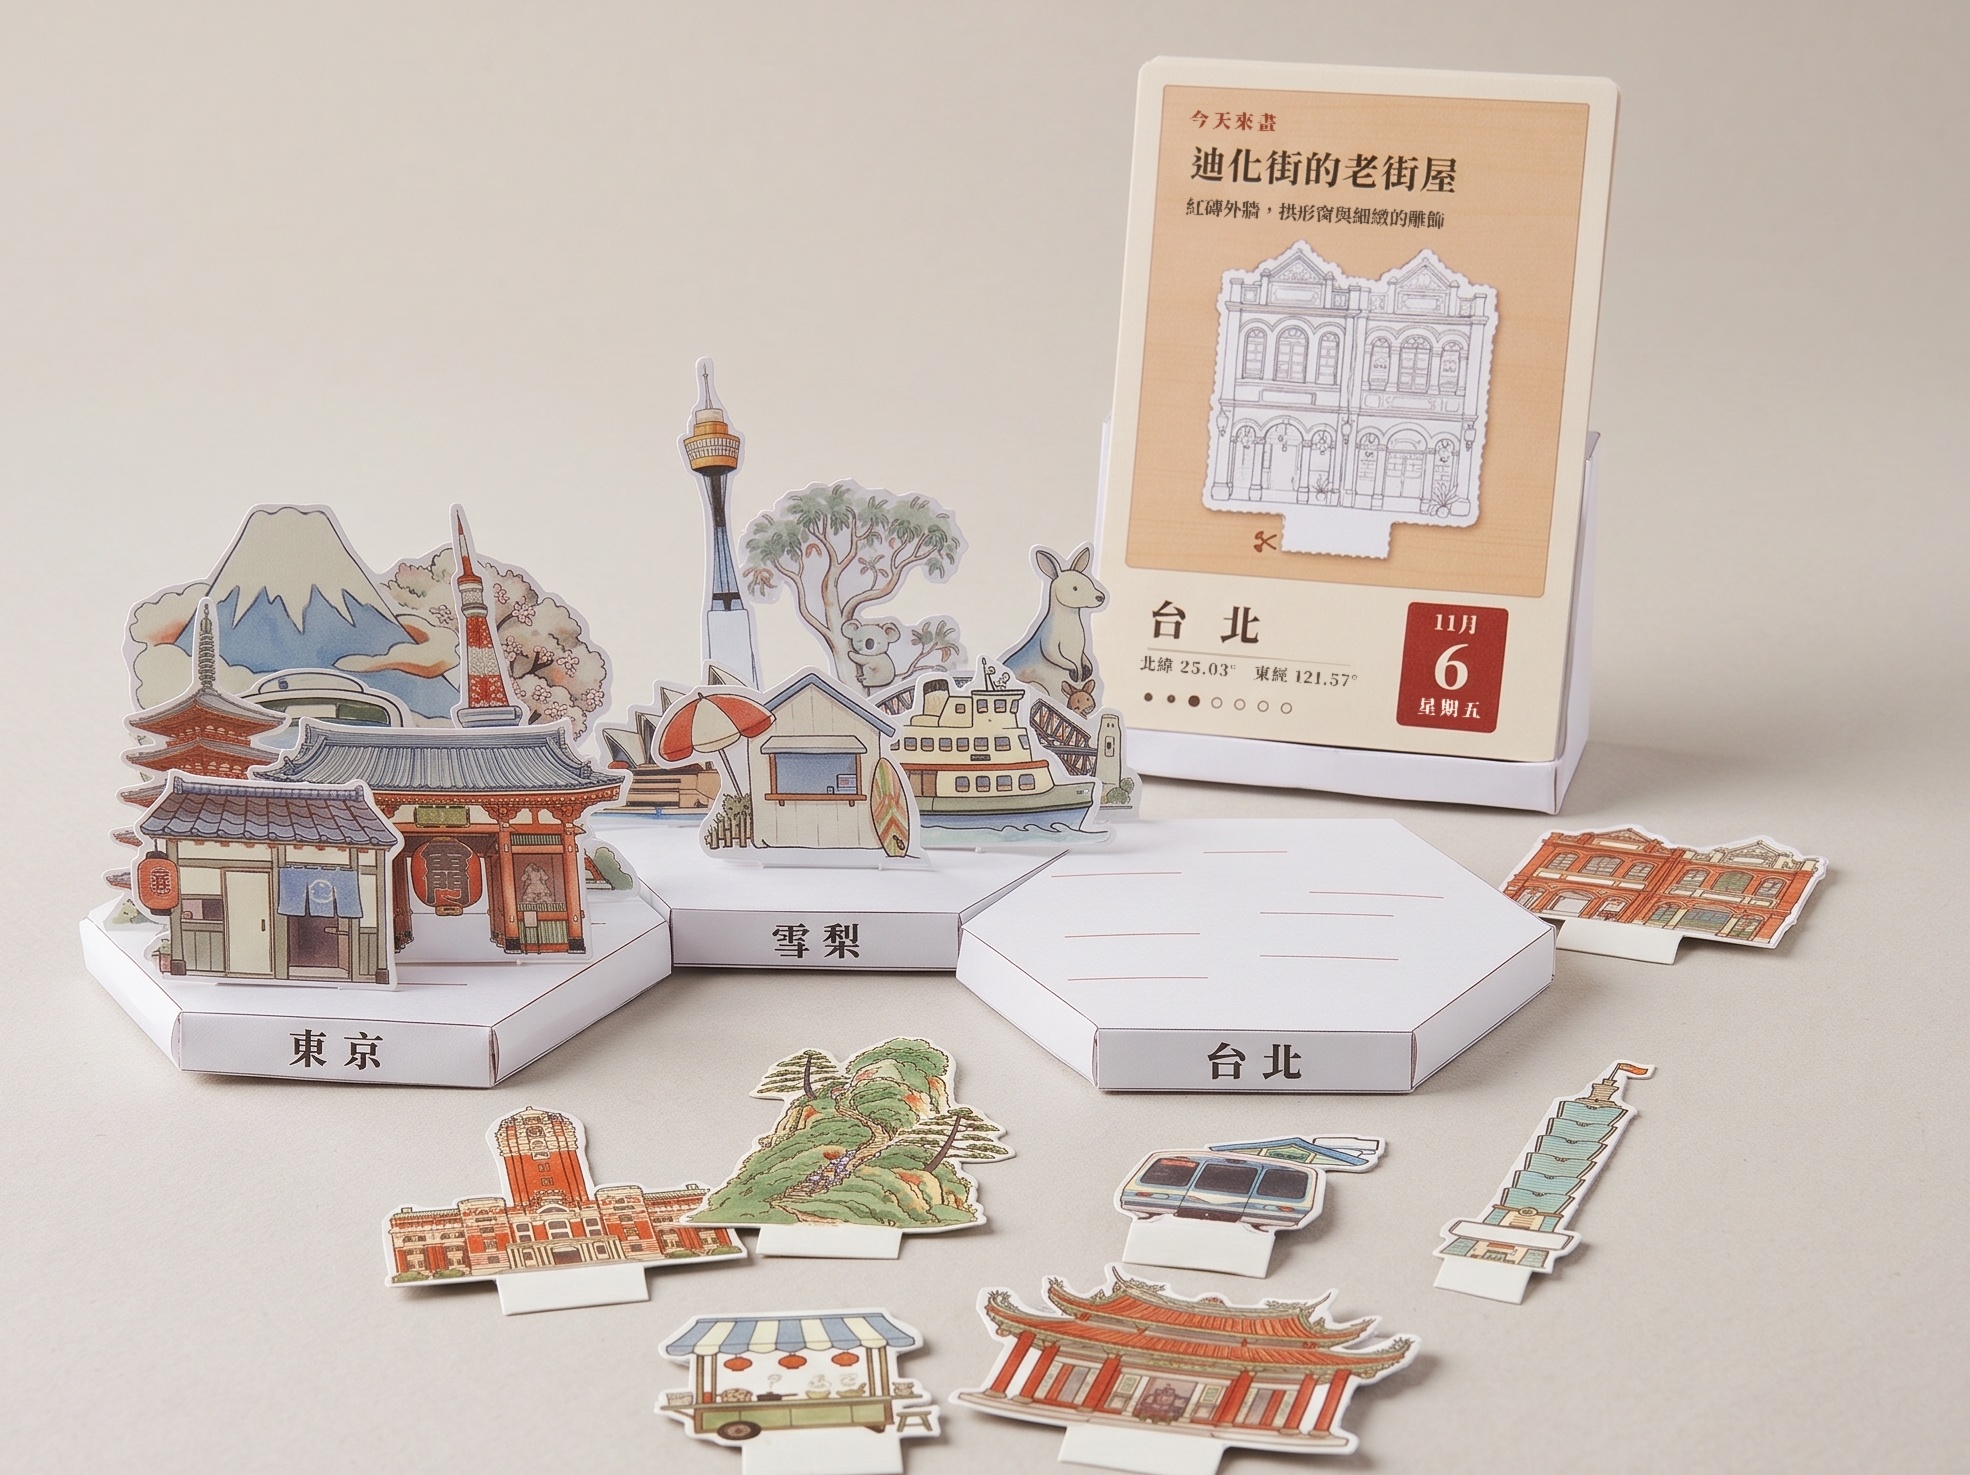 今天來畫
迪化街的老街屋
紅磚外牆，拱形窗與細緻的雕飾
台北
北緯 25.03° 東經 121.57°
11月
6
星期五
雪梨
東京
台北